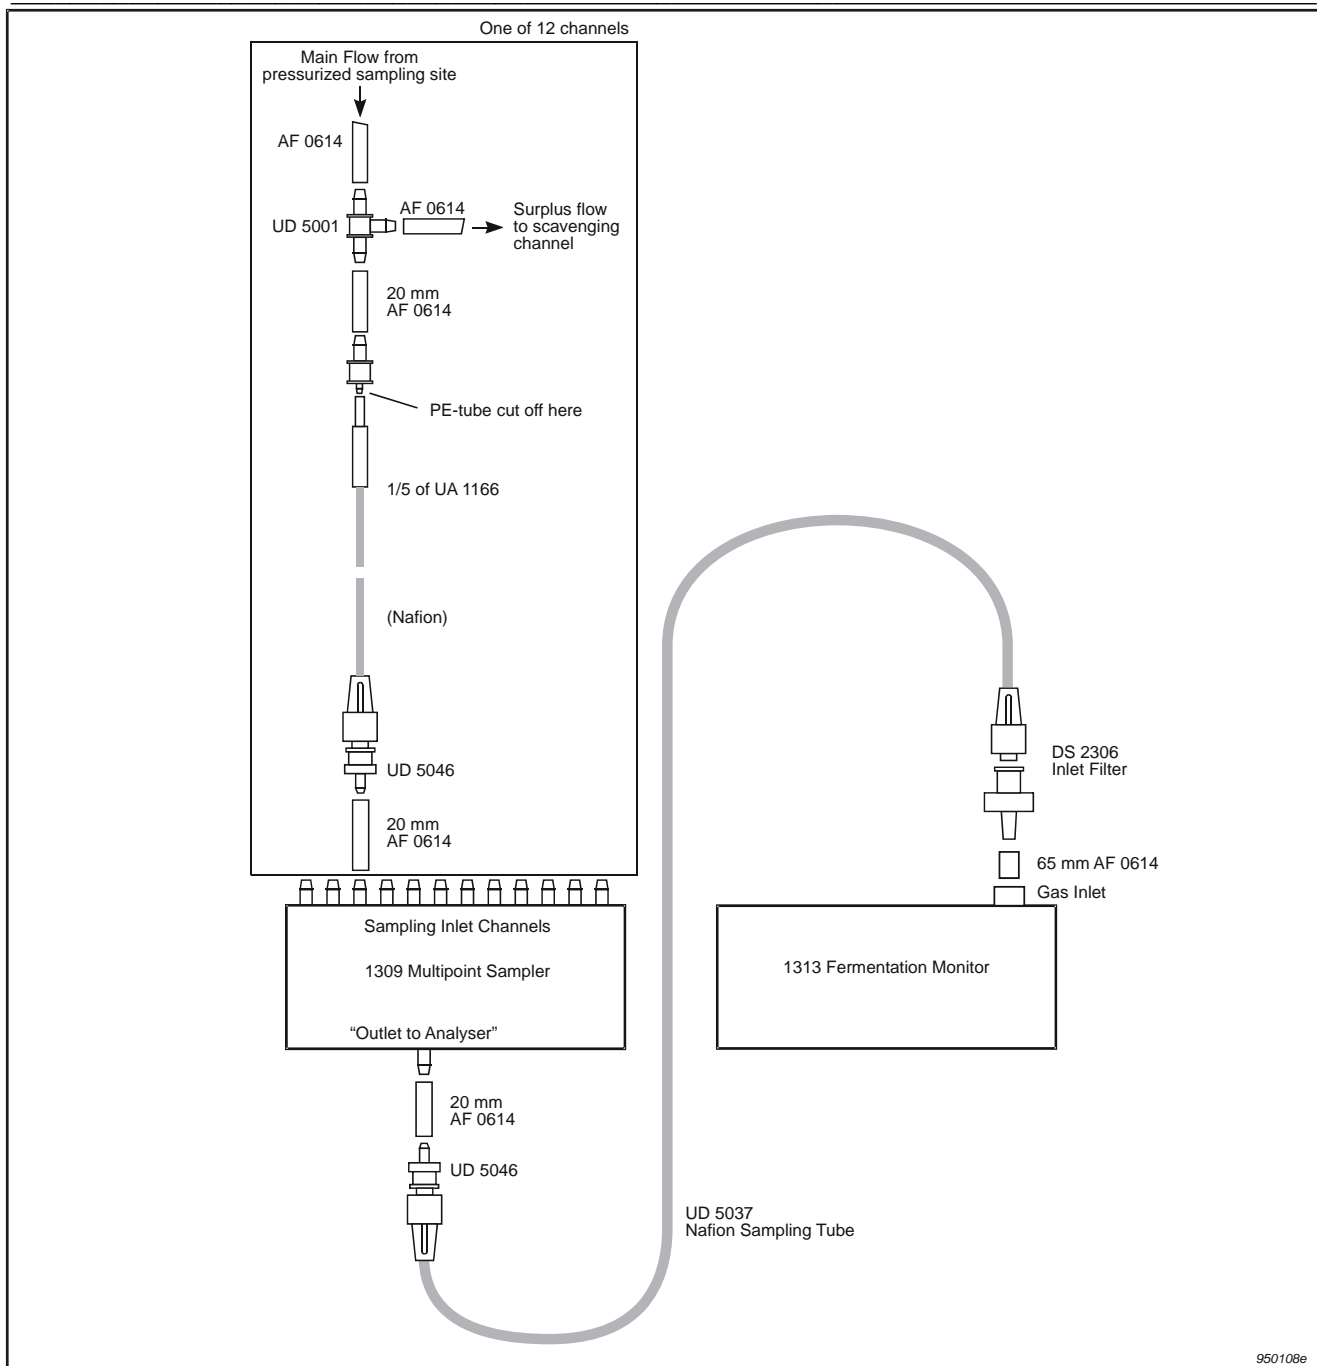 One of 12 channels
Main Flow from
pressurized sampling site
AF 0614
UD 5001
AF 0614
Surplus flow
to scavenging
channel
20 mm
AF 0614
PE-tube cut off here
1/5 of UA 1166
(Nafion)
UD 5046
20 mm
AF 0614
Sampling Inlet Channels
1309 Multipoint Sampler
“Outlet to Analyser”
20 mm
AF 0614
UD 5046
UD 5037
Nafion Sampling Tube
DS 2306
Inlet Filter
65 mm AF 0614
Gas Inlet
1313 Fermentation Monitor
950108e